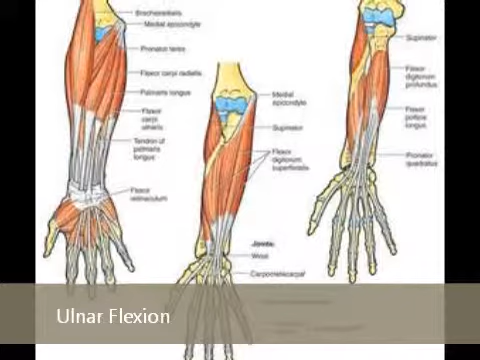 Brachioradialis
Medial epicondyle
Pronator teres
Flexor carpi radialis
Palmaris longus
Flexor
carpi
ulnaris
Tendon of
palmaris
longus
Flexor
retinaculum
Medial
epicondyle
Supinator
Flexor
digitorum
superficialis
Joints:
Wrist
Carpometacarpal
Supinator
Flexor
digitorum
profundus
Flexor
pollicis
longus
Pronator
quadratus
Ulnar Flexion